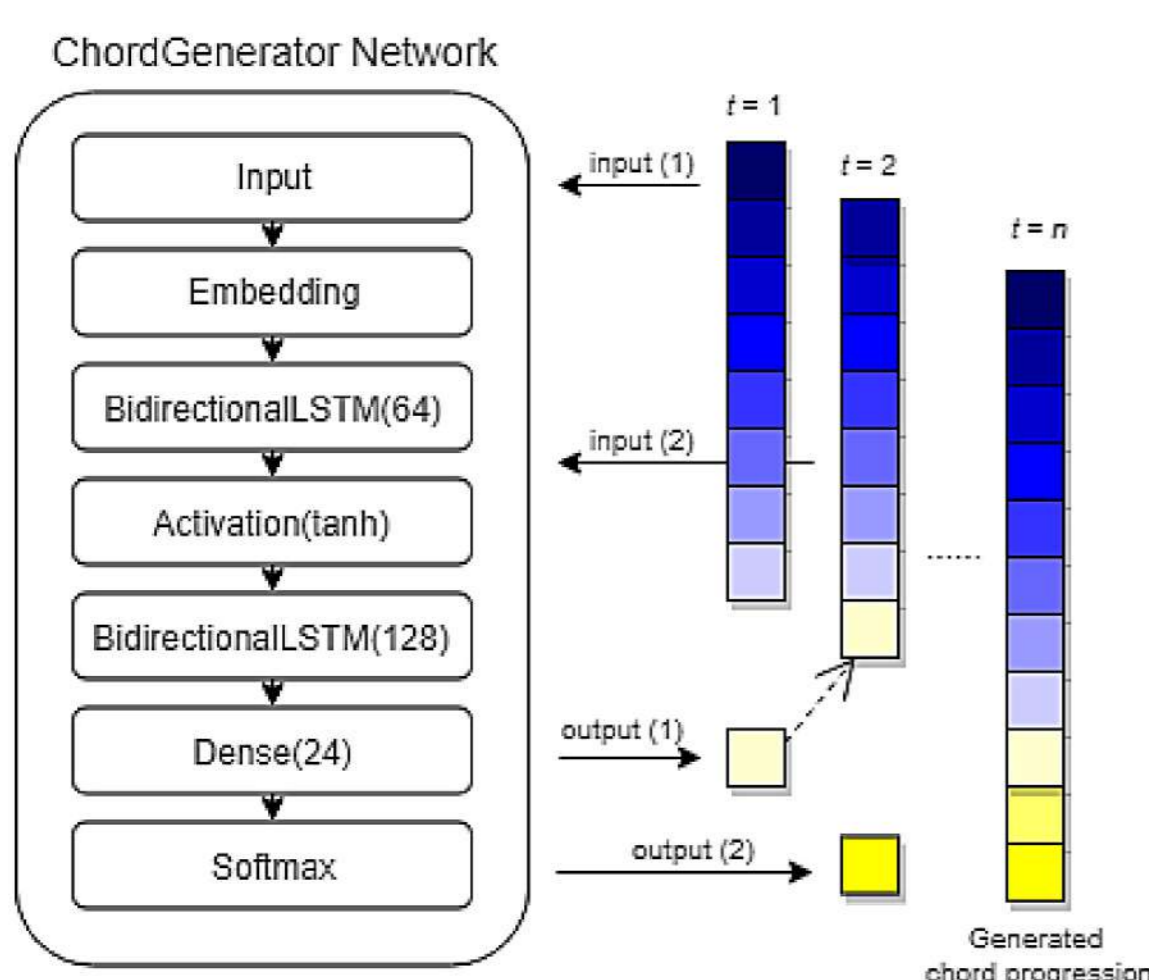 ChordGenerator Network
Input
Embedding
BidirectionalLSTM(64)
Activation(tanh)
BidirectionalLSTM(128)
Dense(24)
Softmax
t = 1
input (1)
t = 2
t = n
input (2)
......
output (1)
output (2)
Generated
chord progression